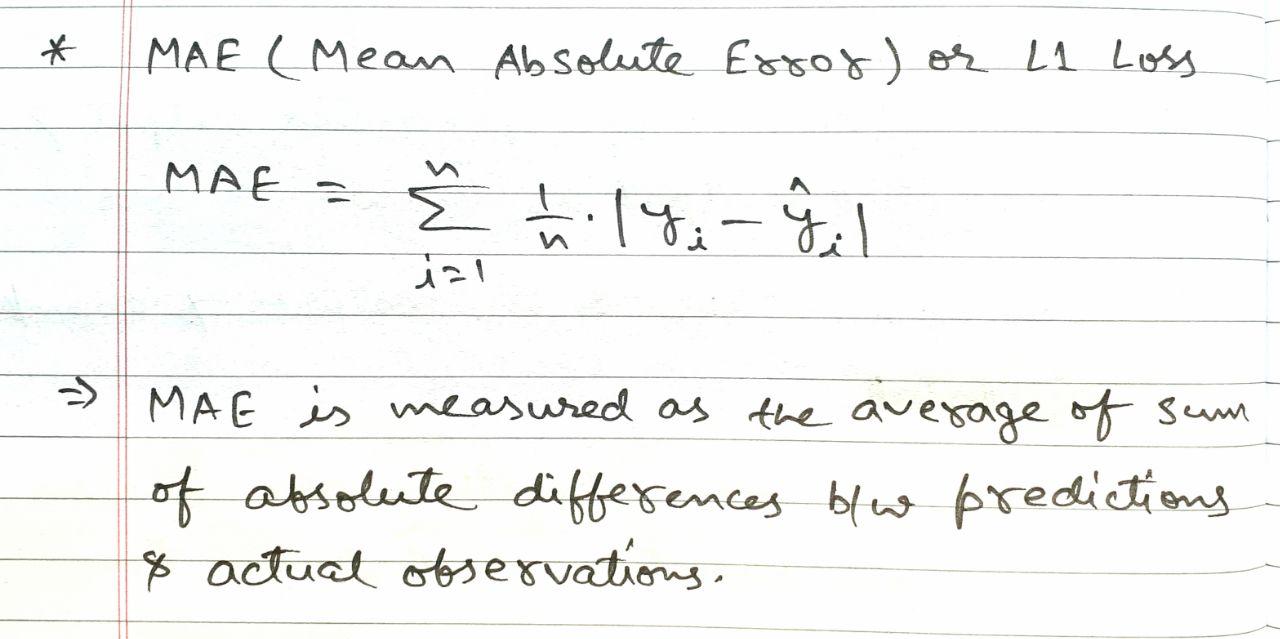 * MAE (Mean Absolute Error) or L1 Loss
MAE = \sum_{i=1}^{n} \frac{1}{n} \cdot |y_i - \hat{y}_i|
⇒ MAE is measured as the average of sum
of absolute differences b/w predictions
& actual observations.